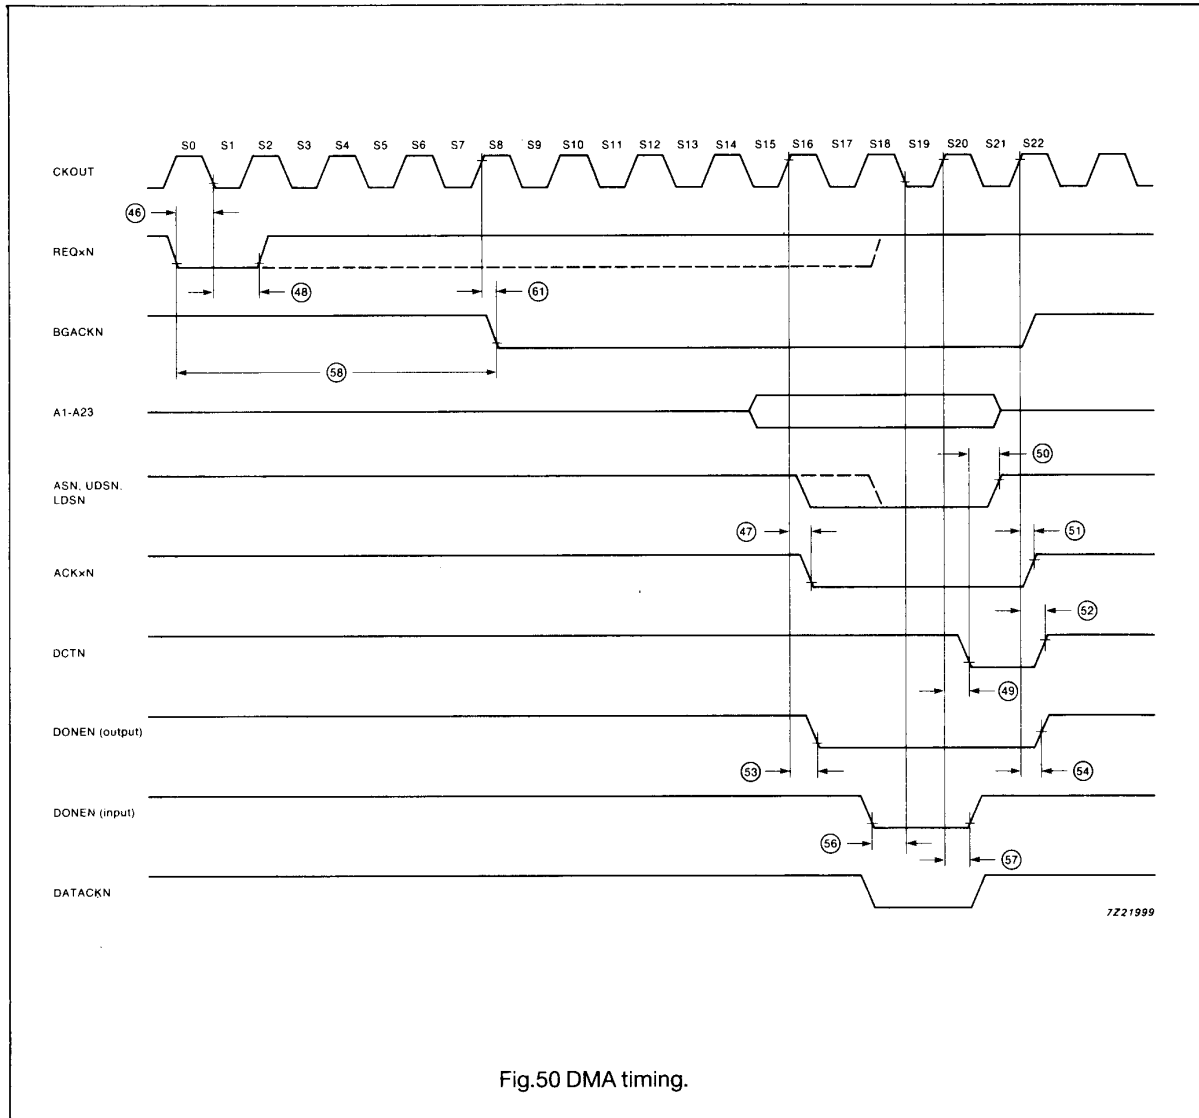 S0 S1 S2 S3 S4 S5 S6 S7 S8 S9 S10 S11 S12 S13 S14 S15 S16 S17 S18 S19 S20 S21 S22
CKOUT
46
REQxN
48
61
BGACKN
58
A1-A23
50
ASN, UDSN,
LDSN
47
51
ACKxN
52
DCTN
49
DONEN (output)
53
54
DONEN (input)
56
57
DATACKN
7Z21999
Fig.50 DMA timing.